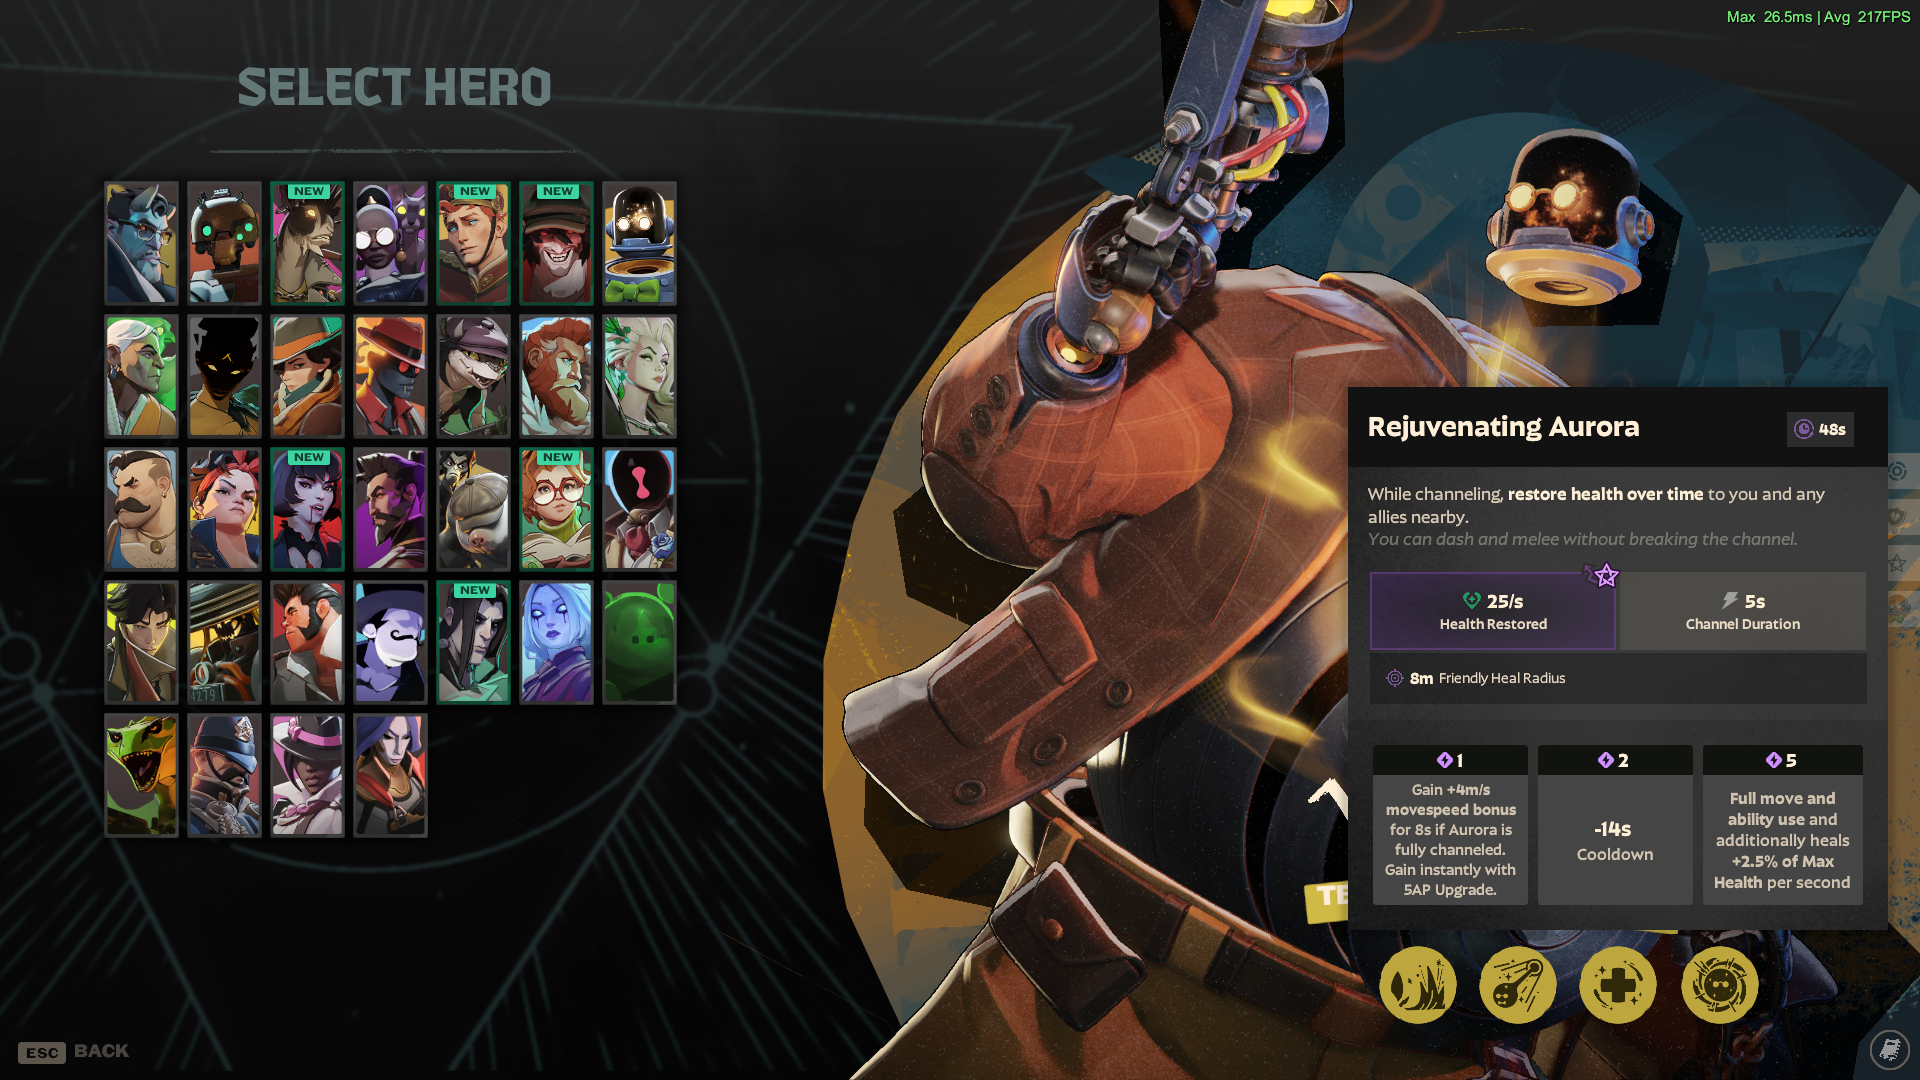 Max 26.5ms | Avg 217FPS
SELECT HERO
NEW
NEW
NEW
NEW
NEW
NEW
Rejuvenating Aurora
48s
While channeling, restore health over time to you and any
allies nearby.
You can dash and melee without breaking the channel.
25/s
Health Restored
5s
Channel Duration
8m Friendly Heal Radius
1
Gain +4m/s
movespeed bonus
for 8s if Aurora is
fully channeled.
Gain instantly with
5AP Upgrade.
2
-14s
Cooldown
5
Full move and
ability use and
additionally heals
+2.5% of Max
Health per second
TE
ESC BACK